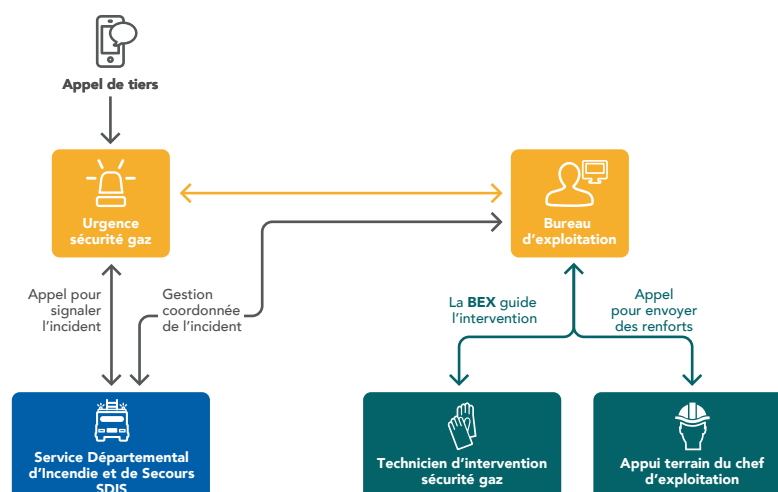 Appel de tiers
Urgence
sécurité gaz
Bureau
d'exploitation
Appel pour
signaler
l'incident
Gestion
coordonnée
de l'incident
La BEX guide
l'intervention
Appel
pour envoyer
des renforts
Service Départemental
d'Incendie et de Secours
SDIS
Technicien d'intervention
sécurité gaz
Appui terrain du chef
d'exploitation